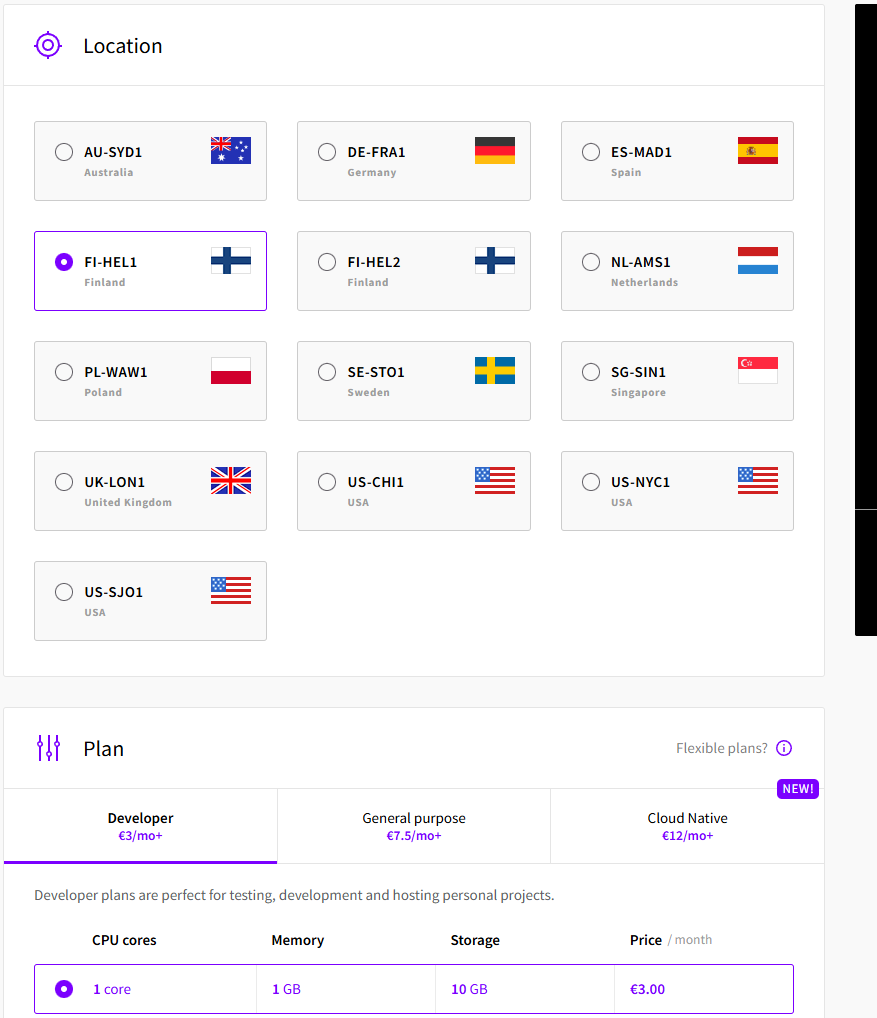 Location
AU-SYD1
Australia
DE-FRA1
Germany
ES-MAD1
Spain
FI-HEL1
Finland
FI-HEL2
Finland
NL-AMS1
Netherlands
PL-WAW1
Poland
SE-STO1
Sweden
SG-SIN1
Singapore
UK-LON1
United Kingdom
US-CHI1
USA
US-NYC1
USA
US-SJO1
USA
Plan
Flexible plans?
NEW!
Developer
€3/mo+
General purpose
€7.5/mo+
Cloud Native
€12/mo+
Developer plans are perfect for testing, development and hosting personal projects.
CPU cores Memory Storage Price / month
1 core 1 GB 10 GB €3.00